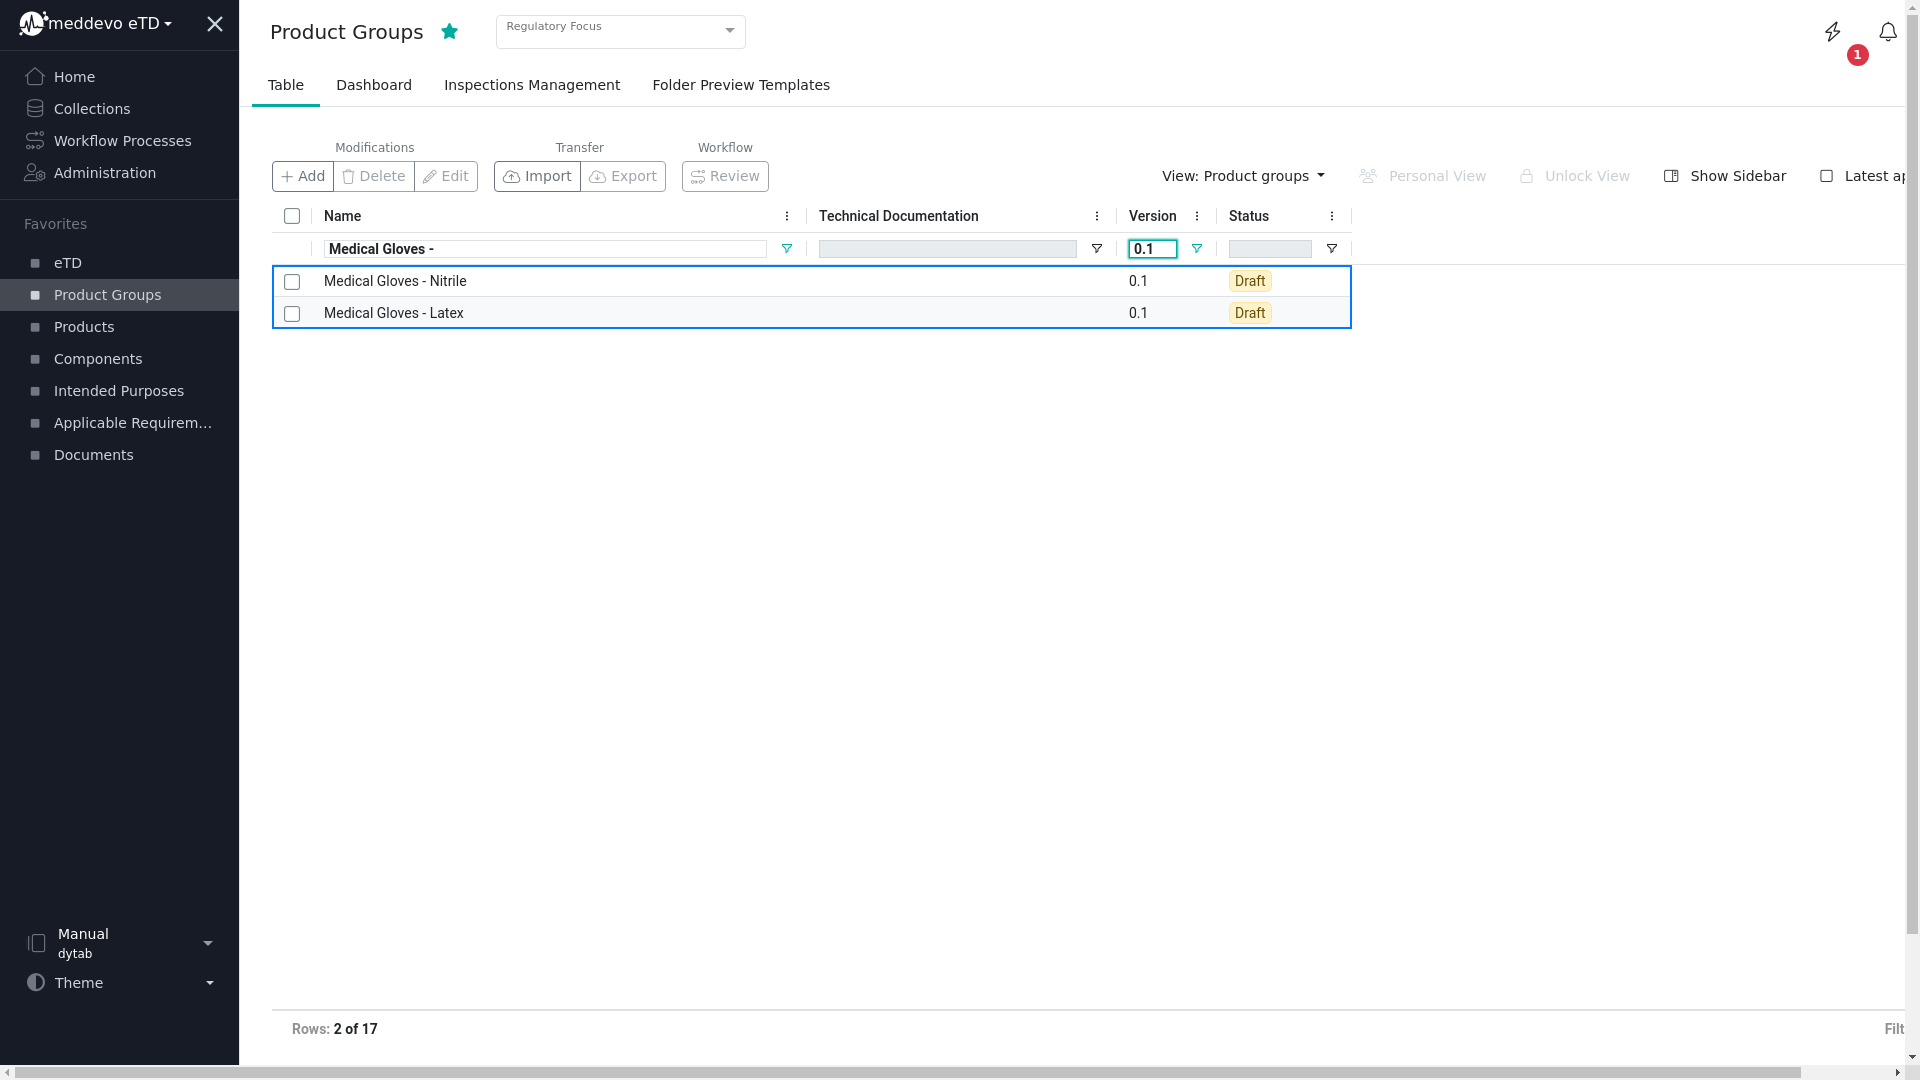 meddevo eTD
Home
Collections
Workflow Processes
Administration
Favorites
eTD
Product Groups
Products
Components
Intended Purposes
Applicable Requirem...
Documents
Manual
dytab
Theme
Product Groups
Regulatory Focus
1
Table Dashboard Inspections Management Folder Preview Templates
Modifications Transfer Workflow
Add Delete Edit Import Export Review View: Product groups Personal View Unlock View Show Sidebar Latest ap
Name Technical Documentation Version Status
Medical Gloves - 0.1
Medical Gloves - Nitrile 0.1 Draft
Medical Gloves - Latex 0.1 Draft
Rows: 2 of 17 Filt